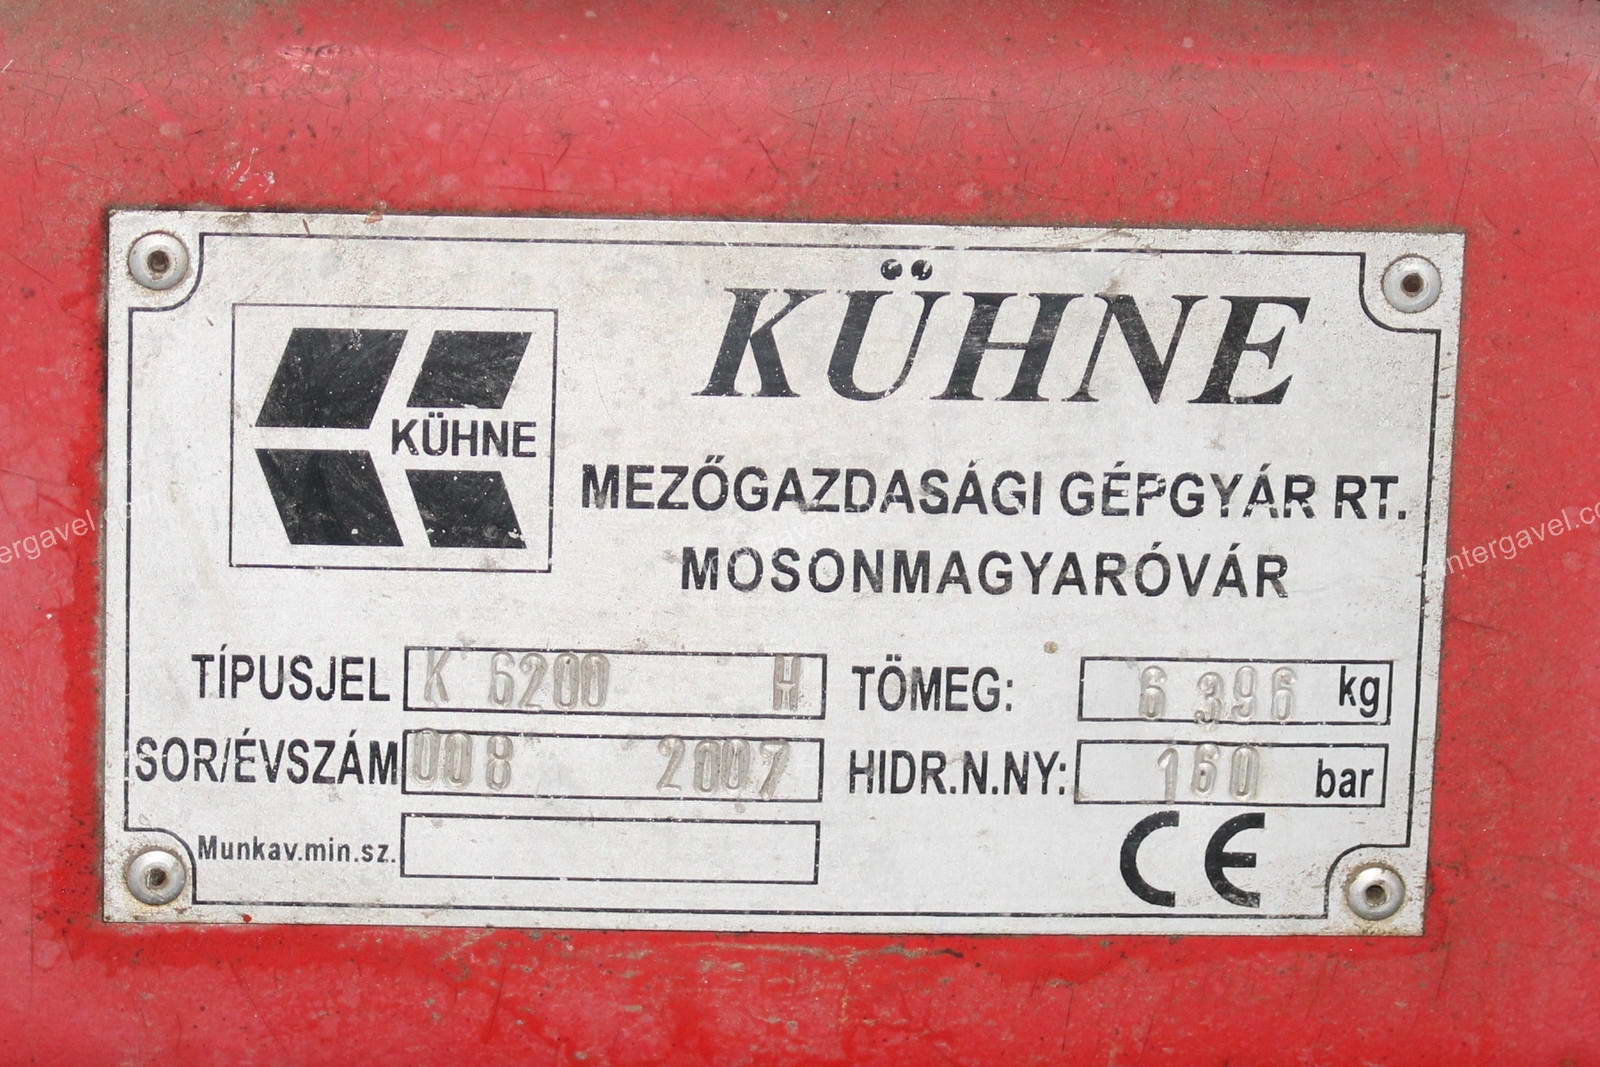 KÜHNE
KÜHNE
MEZŐGAZDASÁGI GÉPGYÁR RT.
MOSONMAGYARÓVÁR
TÍPUSJEL K 6200 H TÖMEG: 6 396 kg
SOR/ÉVSZÁM 008 2007 HIDR.N.NY: 160 bar
Munkav.min.sz.
CE